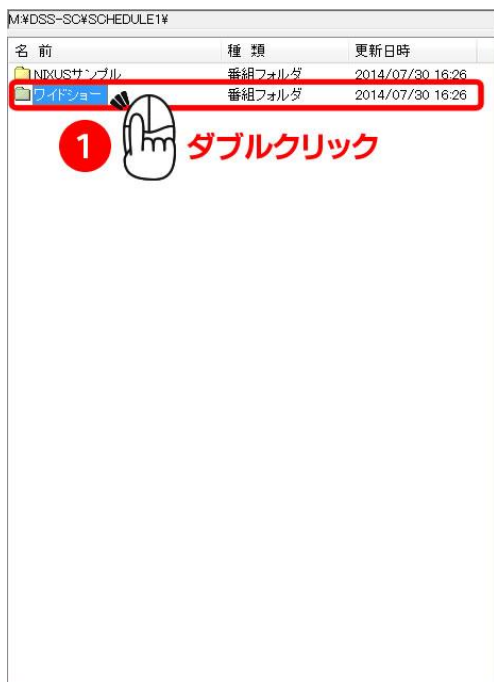 M:¥DSS-SC¥SCHEDULE1¥
名 前 種 類 更新日時
NIXUSサンプル 番組フォルダ 2014/07/30 16:26
ワイドショー 番組フォルダ 2014/07/30 16:26
1 ダブルクリック